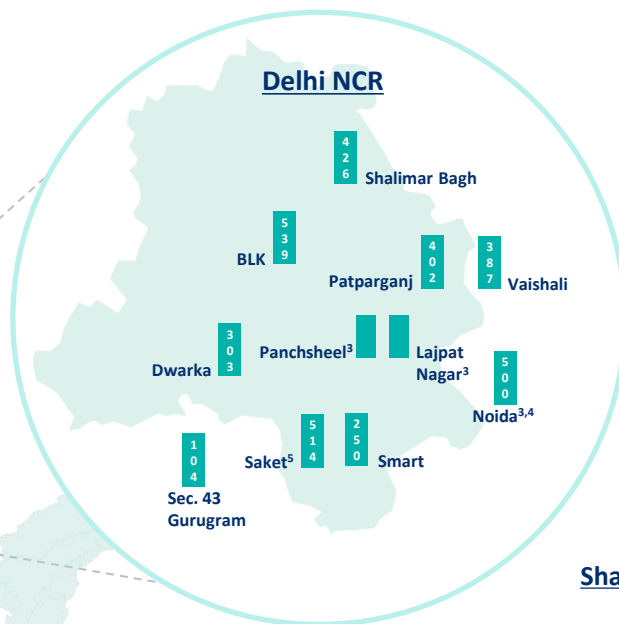 Delhi NCR
426
Shalimar Bagh
539
BLK
402
Patparganj
387
Vaishali
303
Dwarka
Panchsheel³
Lajpat
Nagar³
500
Noida³,⁴
514
Saket⁵
250
Smart
104
Sec. 43
Gurugram
Sha